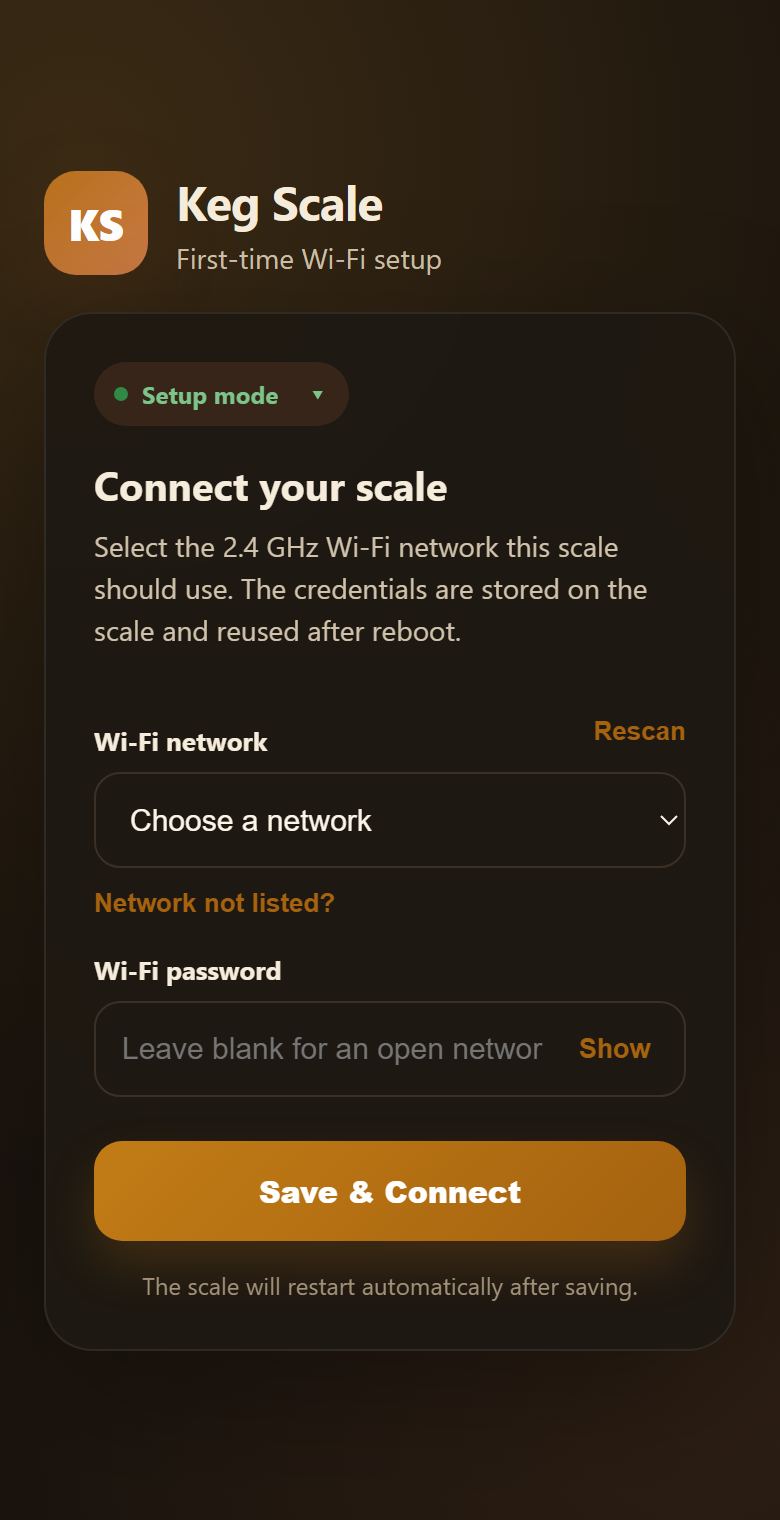 KS
Keg Scale
First-time Wi-Fi setup
Setup mode ▼
Connect your scale
Select the 2.4 GHz Wi-Fi network this scale
should use. The credentials are stored on the
scale and reused after reboot.
Wi-Fi network
Rescan
Choose a network
Network not listed?
Wi-Fi password
Leave blank for an open networ
Show
Save & Connect
The scale will restart automatically after saving.